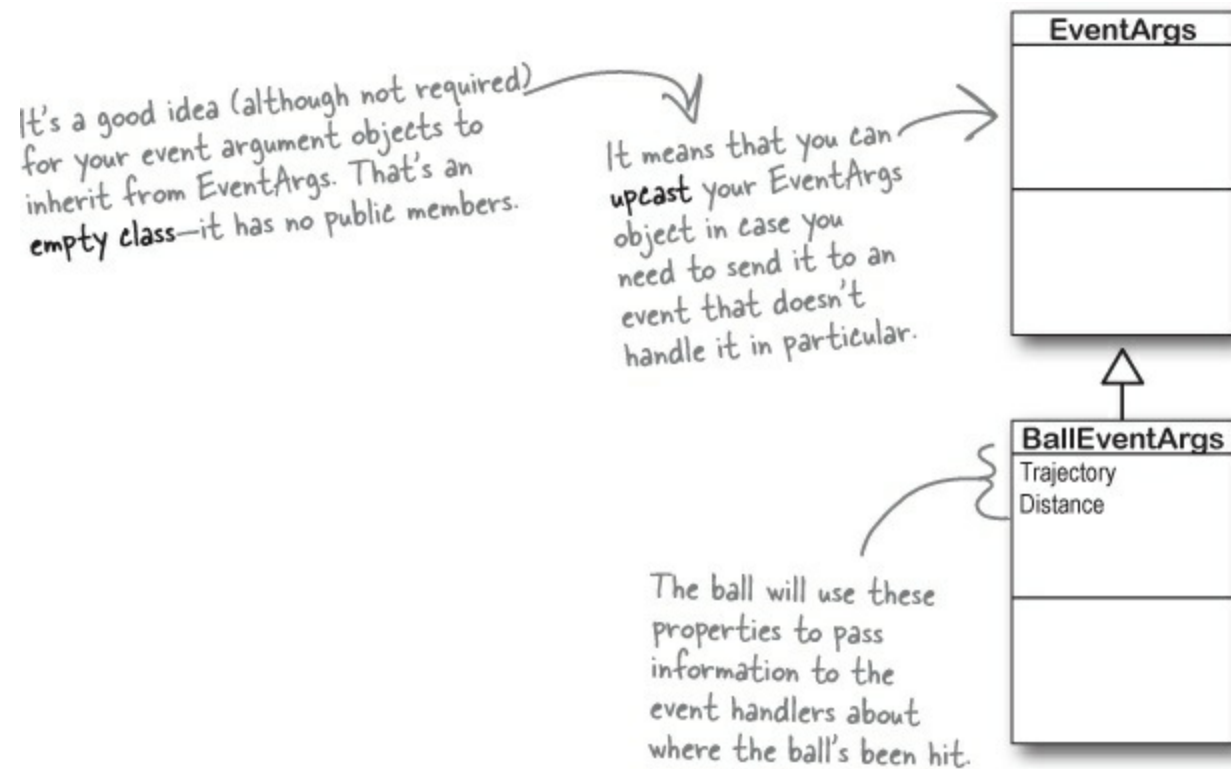 It's a good idea (although not required)
for your event argument objects to
inherit from EventArgs. That's an
empty class—it has no public members.
It means that you can
upcast your EventArgs
object in case you
need to send it to an
event that doesn't
handle it in particular.
EventArgs
BallEventArgs
Trajectory
Distance
The ball will use these
properties to pass
information to the
event handlers about
where the ball's been hit.